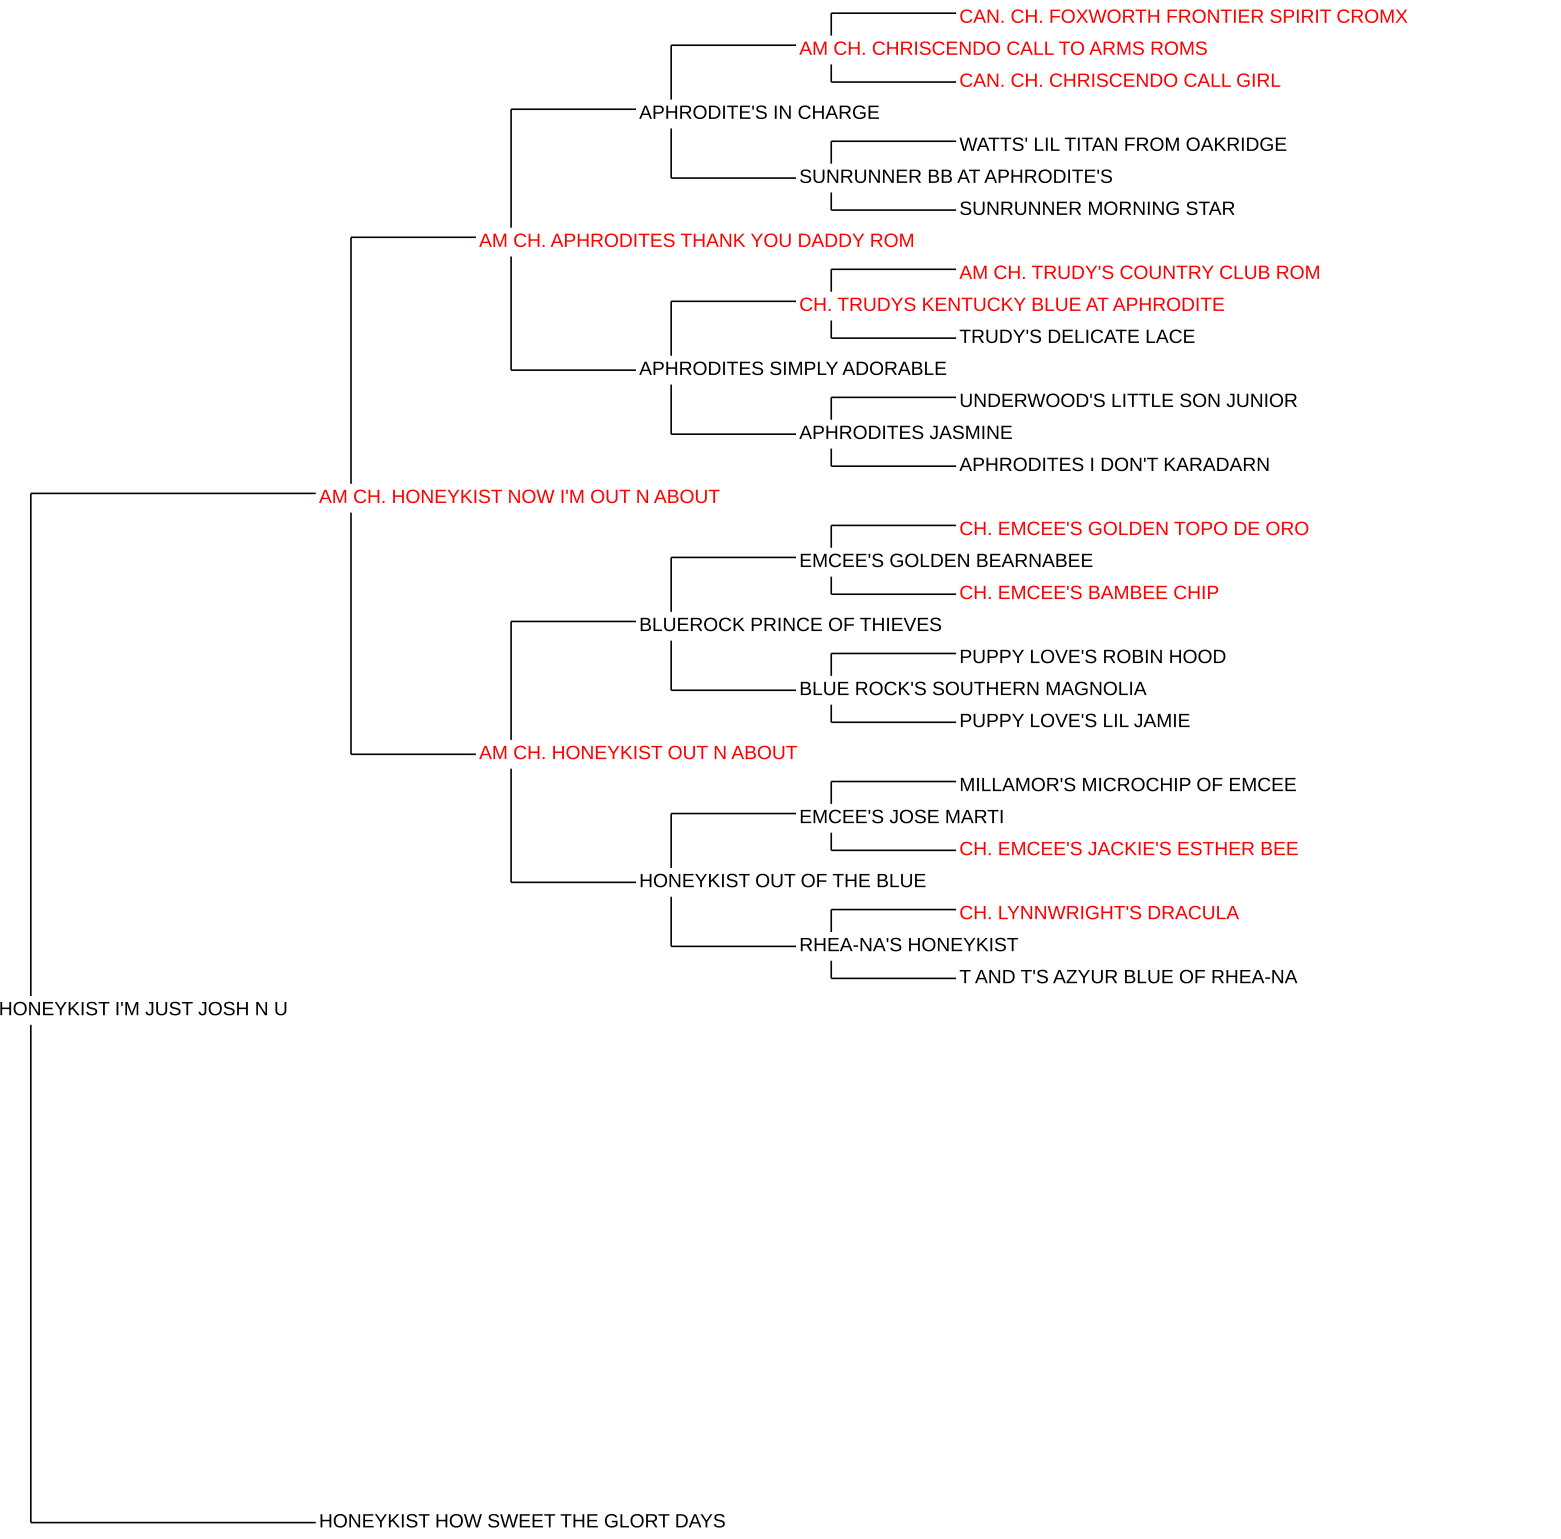 CAN. CH. FOXWORTH FRONTIER SPIRIT CROMX
AM CH. CHRISCENDO CALL TO ARMS ROMS
CAN. CH. CHRISCENDO CALL GIRL
APHRODITE'S IN CHARGE
WATTS' LIL TITAN FROM OAKRIDGE
SUNRUNNER BB AT APHRODITE'S
SUNRUNNER MORNING STAR
AM CH. APHRODITES THANK YOU DADDY ROM
AM CH. TRUDY'S COUNTRY CLUB ROM
CH. TRUDYS KENTUCKY BLUE AT APHRODITE
TRUDY'S DELICATE LACE
APHRODITES SIMPLY ADORABLE
UNDERWOOD'S LITTLE SON JUNIOR
APHRODITES JASMINE
APHRODITES I DON'T KARADARN
AM CH. HONEYKIST NOW I'M OUT N ABOUT
CH. EMCEE'S GOLDEN TOPO DE ORO
EMCEE'S GOLDEN BEARNABEE
CH. EMCEE'S BAMBEE CHIP
BLUEROCK PRINCE OF THIEVES
PUPPY LOVE'S ROBIN HOOD
BLUE ROCK'S SOUTHERN MAGNOLIA
PUPPY LOVE'S LIL JAMIE
AM CH. HONEYKIST OUT N ABOUT
MILLAMOR'S MICROCHIP OF EMCEE
EMCEE'S JOSE MARTI
CH. EMCEE'S JACKIE'S ESTHER BEE
HONEYKIST OUT OF THE BLUE
CH. LYNNWRIGHT'S DRACULA
RHEA-NA'S HONEYKIST
T AND T'S AZYUR BLUE OF RHEA-NA
HONEYKIST I'M JUST JOSH N U
HONEYKIST HOW SWEET THE GLORT DAYS